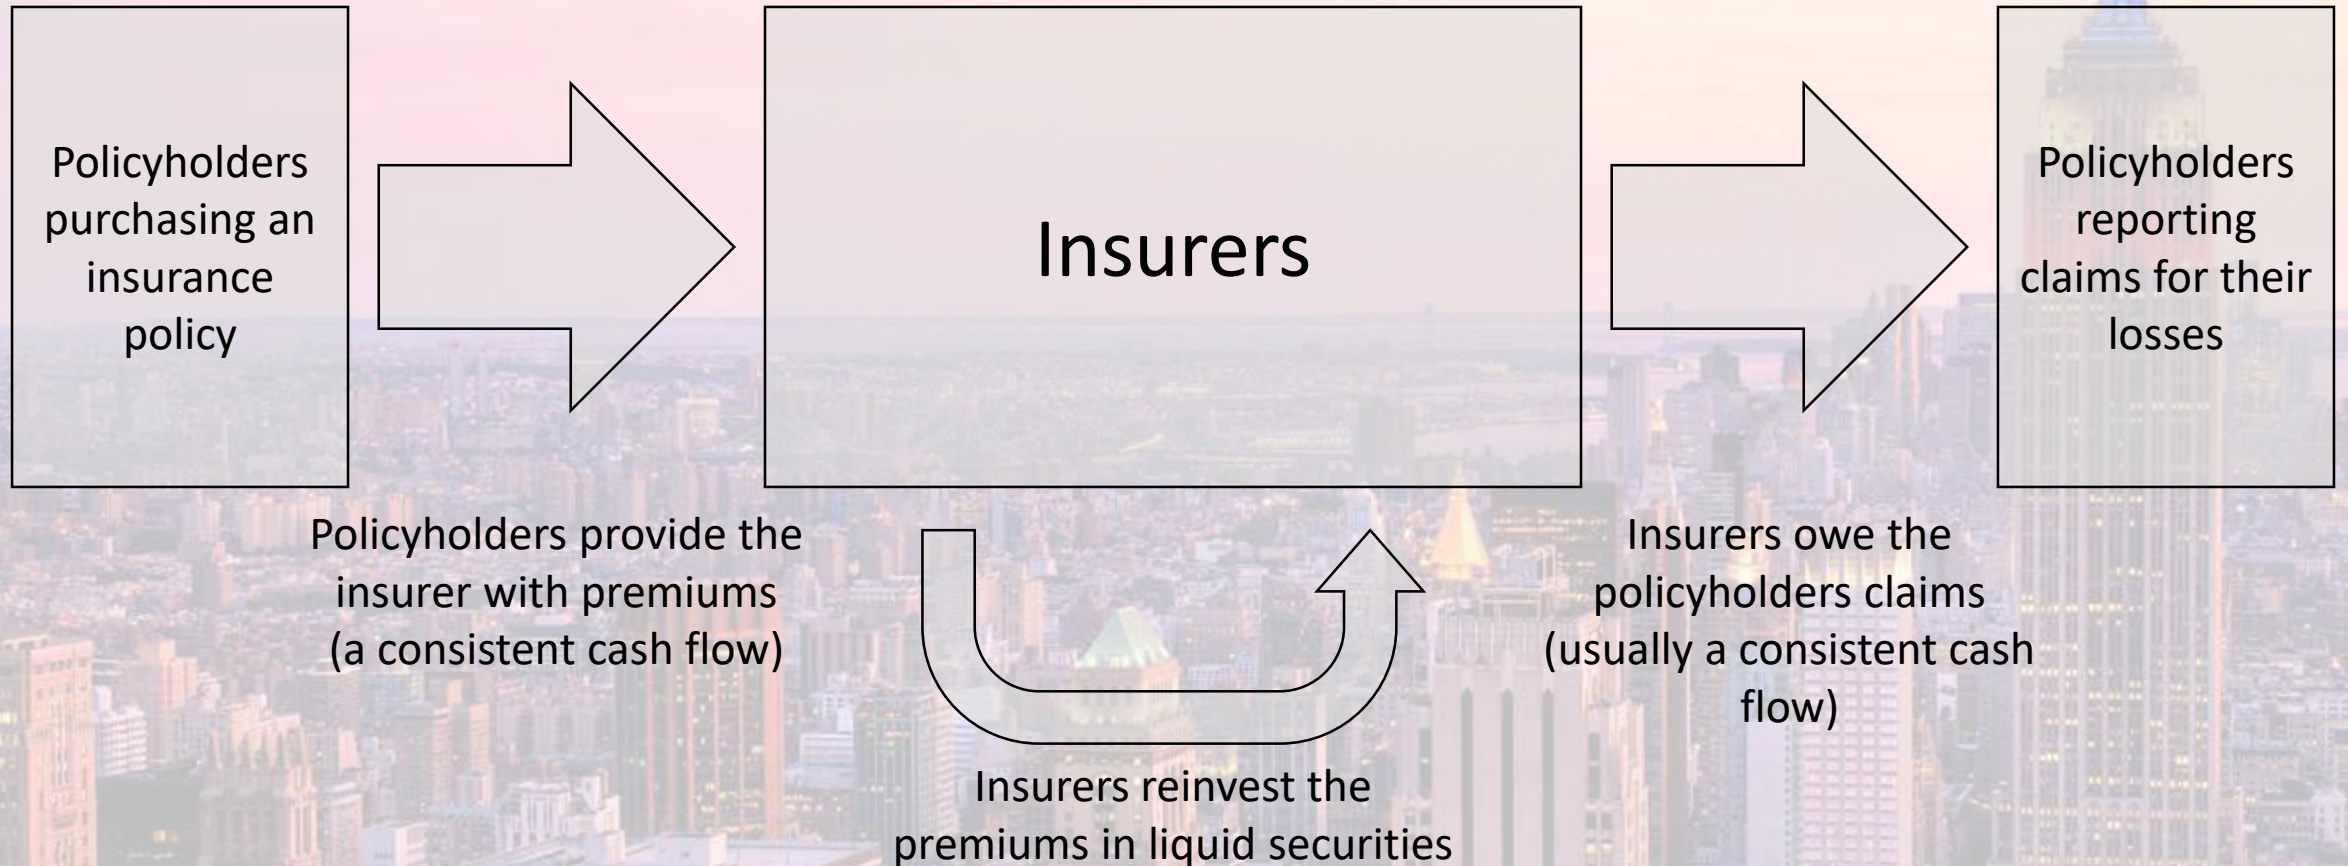 Policyholders
purchasing an
insurance
policy
Insurers
Policyholders
reporting
claims for their
losses
Policyholders provide the
insurer with premiums
(a consistent cash flow)
Insurers reinvest the
premiums in liquid securities
Insurers owe the
policyholders claims
(usually a consistent cash
flow)